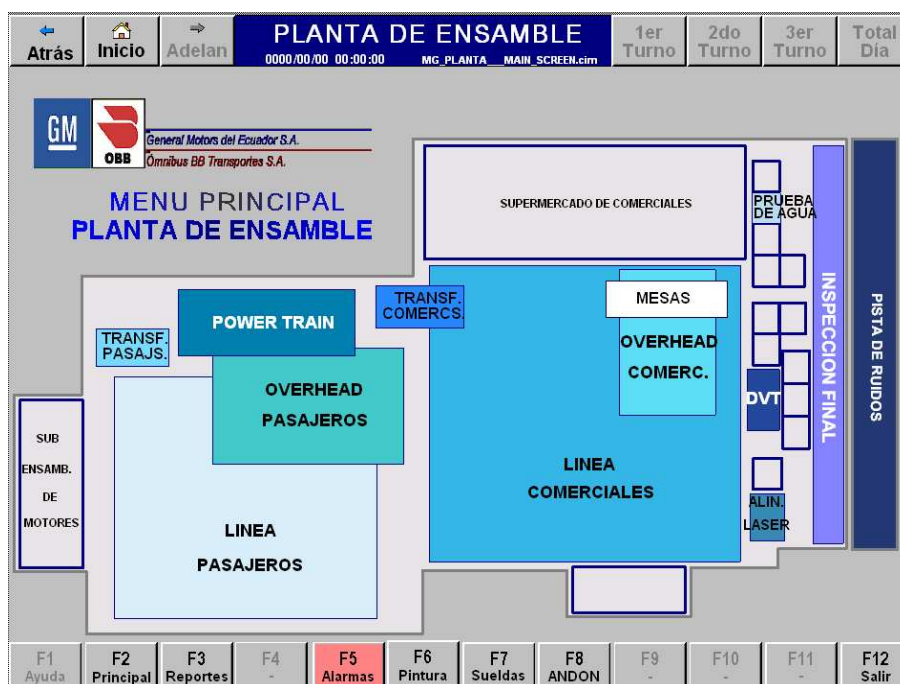 Atrás
Inicio
Adelan
PLANTA DE ENSAMBLE
0000/00/00 00:00:00 MG_PLANTA___MAIN_SCREEN.cim
1er
Turno
2do
Turno
3er
Turno
Total
Día
GM
OBB
General Motors del Ecuador S.A.
Ómnibus BB Transportes S.A.
MENU PRINCIPAL
PLANTA DE ENSAMBLE
SUPERMERCADO DE COMERCIALES
PRUEBA
DE AGUA
INSPECCION FINAL
PISTA DE RUIDOS
TRANSF.
COMERCS.
MESAS
POWER TRAIN
TRANSF.
PASAJS.
OVERHEAD
COMERC.
OVERHEAD
PASAJEROS
DVT
SUB
ENSAMB.
DE
MOTORES
LINEA
COMERCIALES
ALIN.
LASER
LINEA
PASAJEROS
F1
Ayuda
F2
Principal
F3
Reportes
F4
-
F5
Alarmas
F6
Pintura
F7
Sueldas
F8
ANDON
F9
-
F10
-
F11
-
F12
Salir